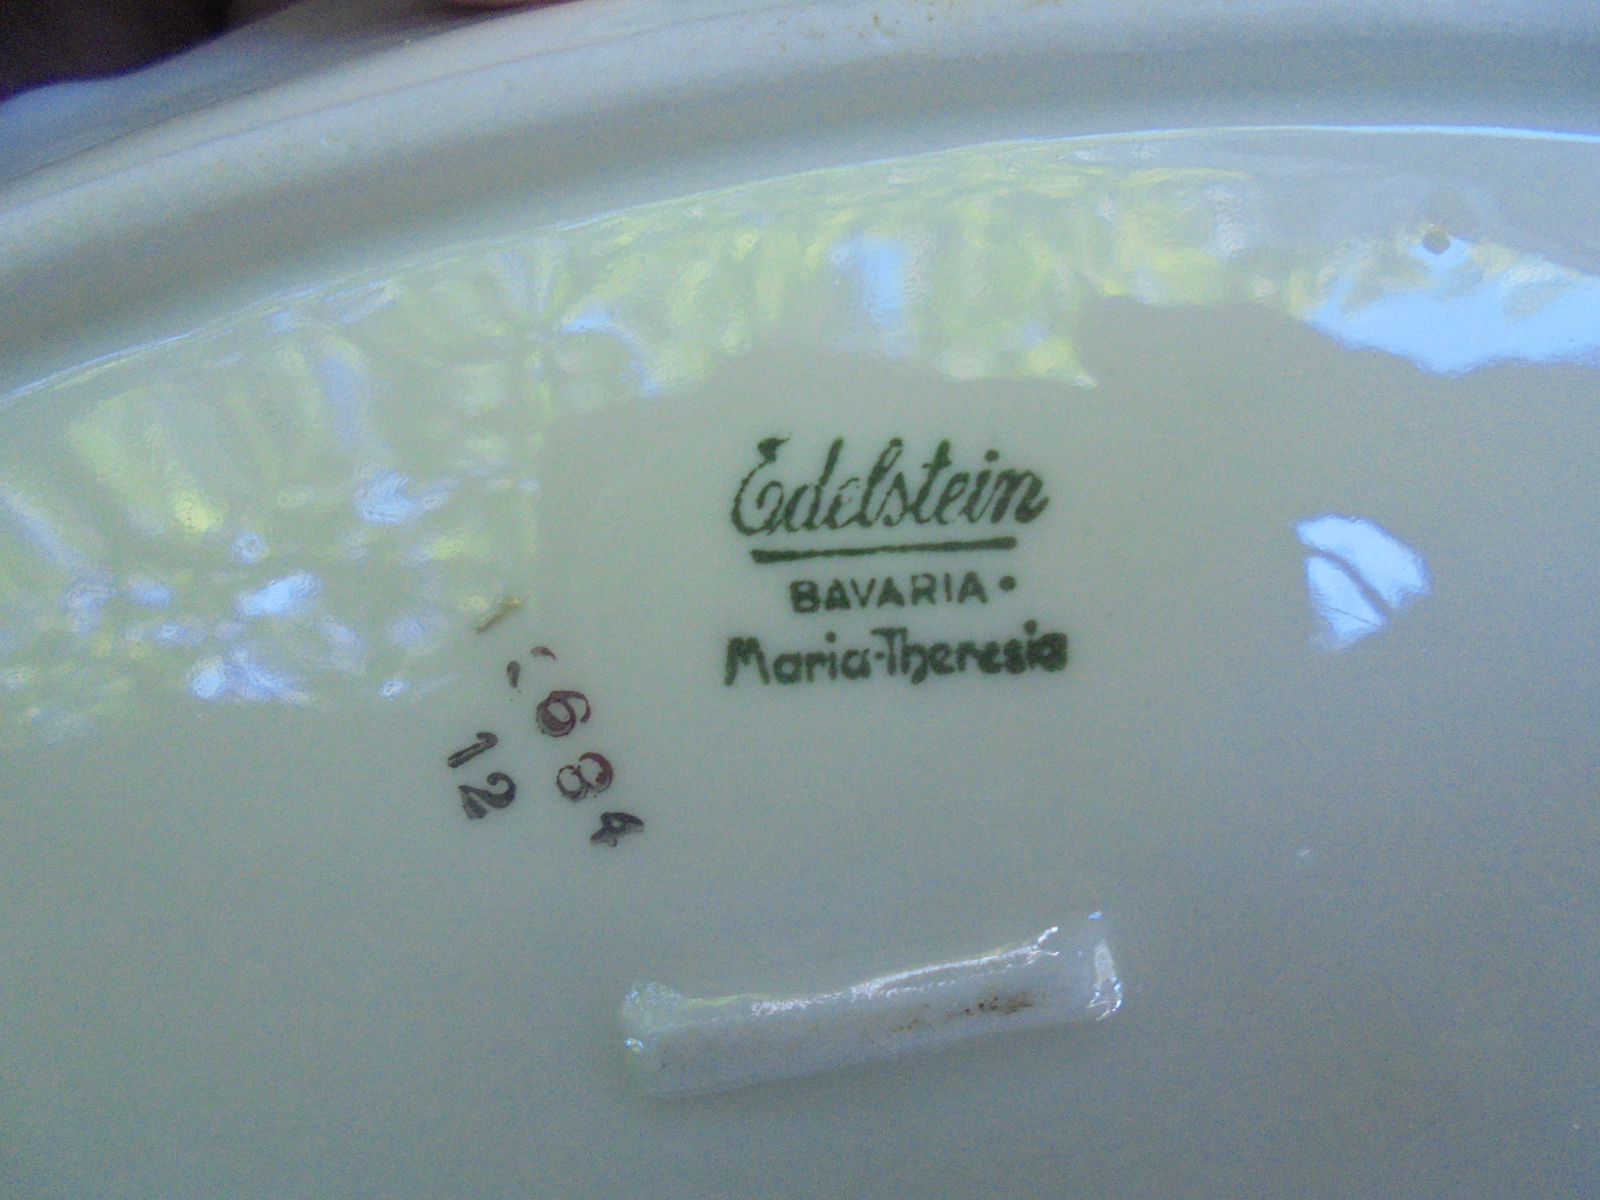 Edelstein
BAVARIA•
Maria-Theresia
684
12